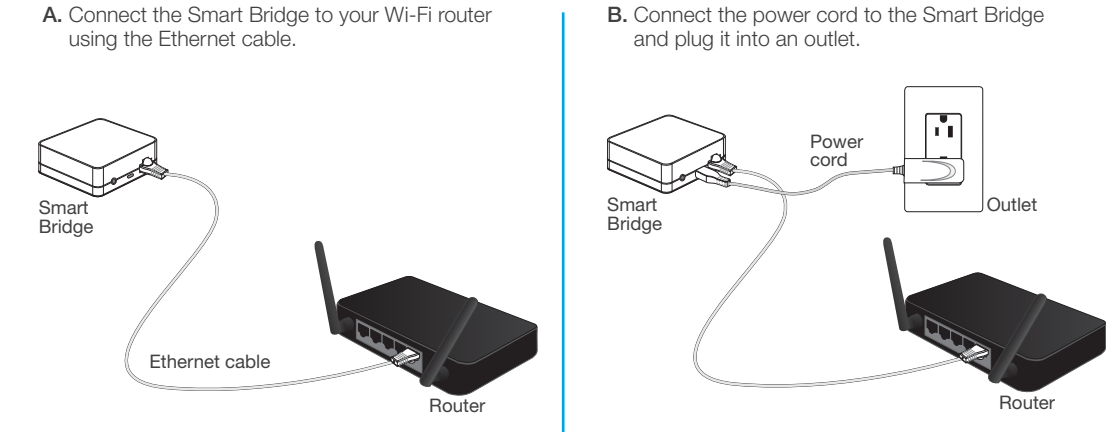 A. Connect the Smart Bridge to your Wi-Fi router
using the Ethernet cable.
Smart
Bridge
Ethernet cable
Router
B. Connect the power cord to the Smart Bridge
and plug it into an outlet.
Power
cord
Smart
Bridge
Outlet
Router